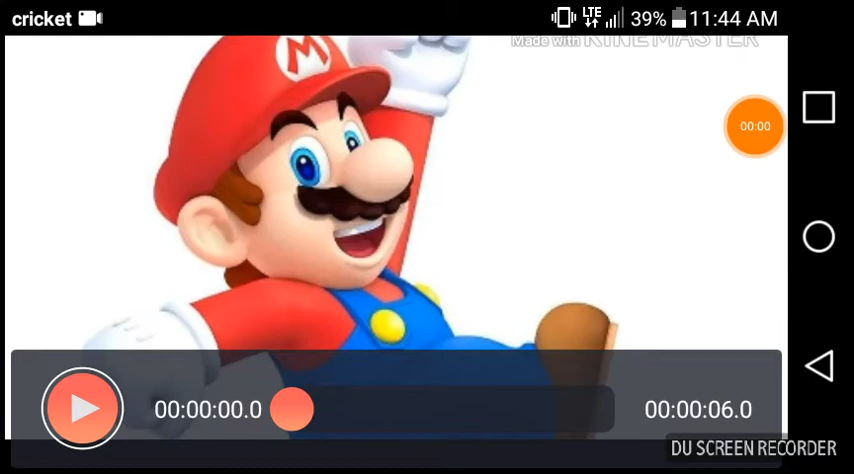 cricket LTE 39% 11:44 AM
Made with KINEMASTER
M
00:00
00:00:00.0 00:00:06.0
DU SCREEN RECORDER